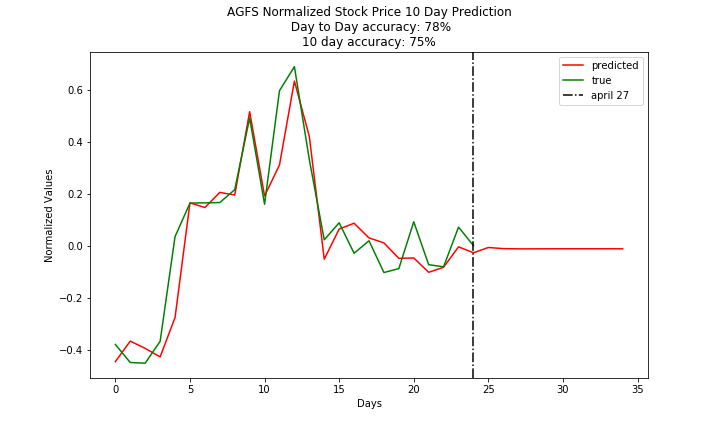 AGFS Normalized Stock Price 10 Day Prediction
Day to Day accuracy: 78%
10 day accuracy: 75%
predicted
true
april 27
Normalized Values
0.6
0.4
0.2
0.0
−0.2
−0.4
0 5 10 15 20 25 30 35
Days